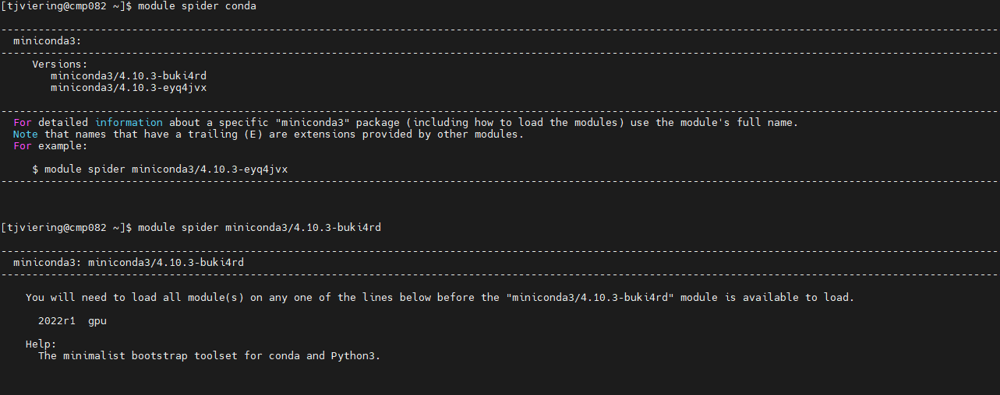 [tjviering@cmp082 ~]$ module spider conda
--------------------------------------------------------------------------------------------------------------------------------------------------------------------
  miniconda3:
--------------------------------------------------------------------------------------------------------------------------------------------------------------------
     Versions:
        miniconda3/4.10.3-buki4rd
        miniconda3/4.10.3-eyq4jvx
--------------------------------------------------------------------------------------------------------------------------------------------------------------------
  For detailed information about a specific "miniconda3" package (including how to load the modules) use the module's full name.
  Note that names that have a trailing (E) are extensions provided by other modules.
  For example:
     $ module spider miniconda3/4.10.3-eyq4jvx
--------------------------------------------------------------------------------------------------------------------------------------------------------------------
[tjviering@cmp082 ~]$ module spider miniconda3/4.10.3-buki4rd
--------------------------------------------------------------------------------------------------------------------------------------------------------------------
  miniconda3: miniconda3/4.10.3-buki4rd
--------------------------------------------------------------------------------------------------------------------------------------------------------------------
    You will need to load all module(s) on any one of the lines below before the "miniconda3/4.10.3-buki4rd" module is available to load.
      2022r1  gpu
    Help:
      The minimalist bootstrap toolset for conda and Python3.